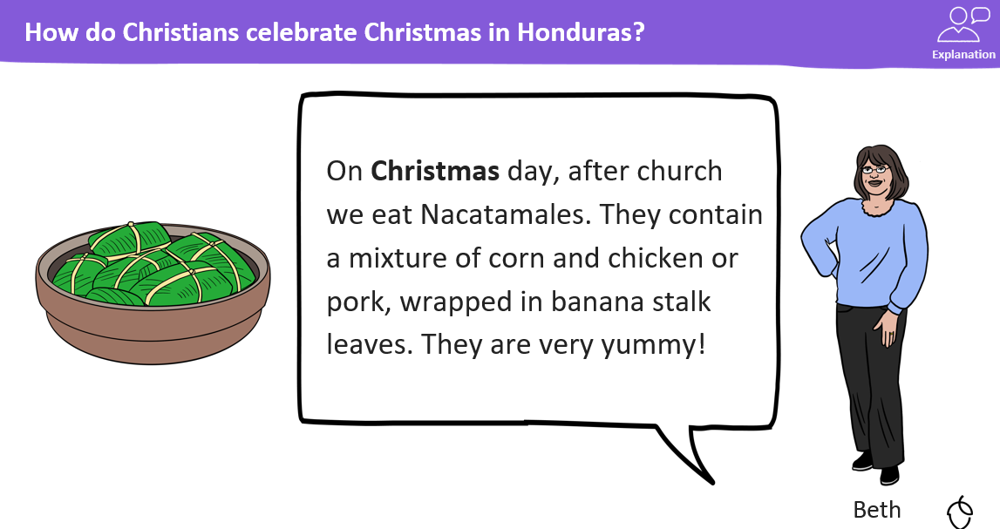 How do Christians celebrate Christmas in Honduras?
Explanation
On Christmas day, after church
we eat Nacatamales. They contain
a mixture of corn and chicken or
pork, wrapped in banana stalk
leaves. They are very yummy!
Beth